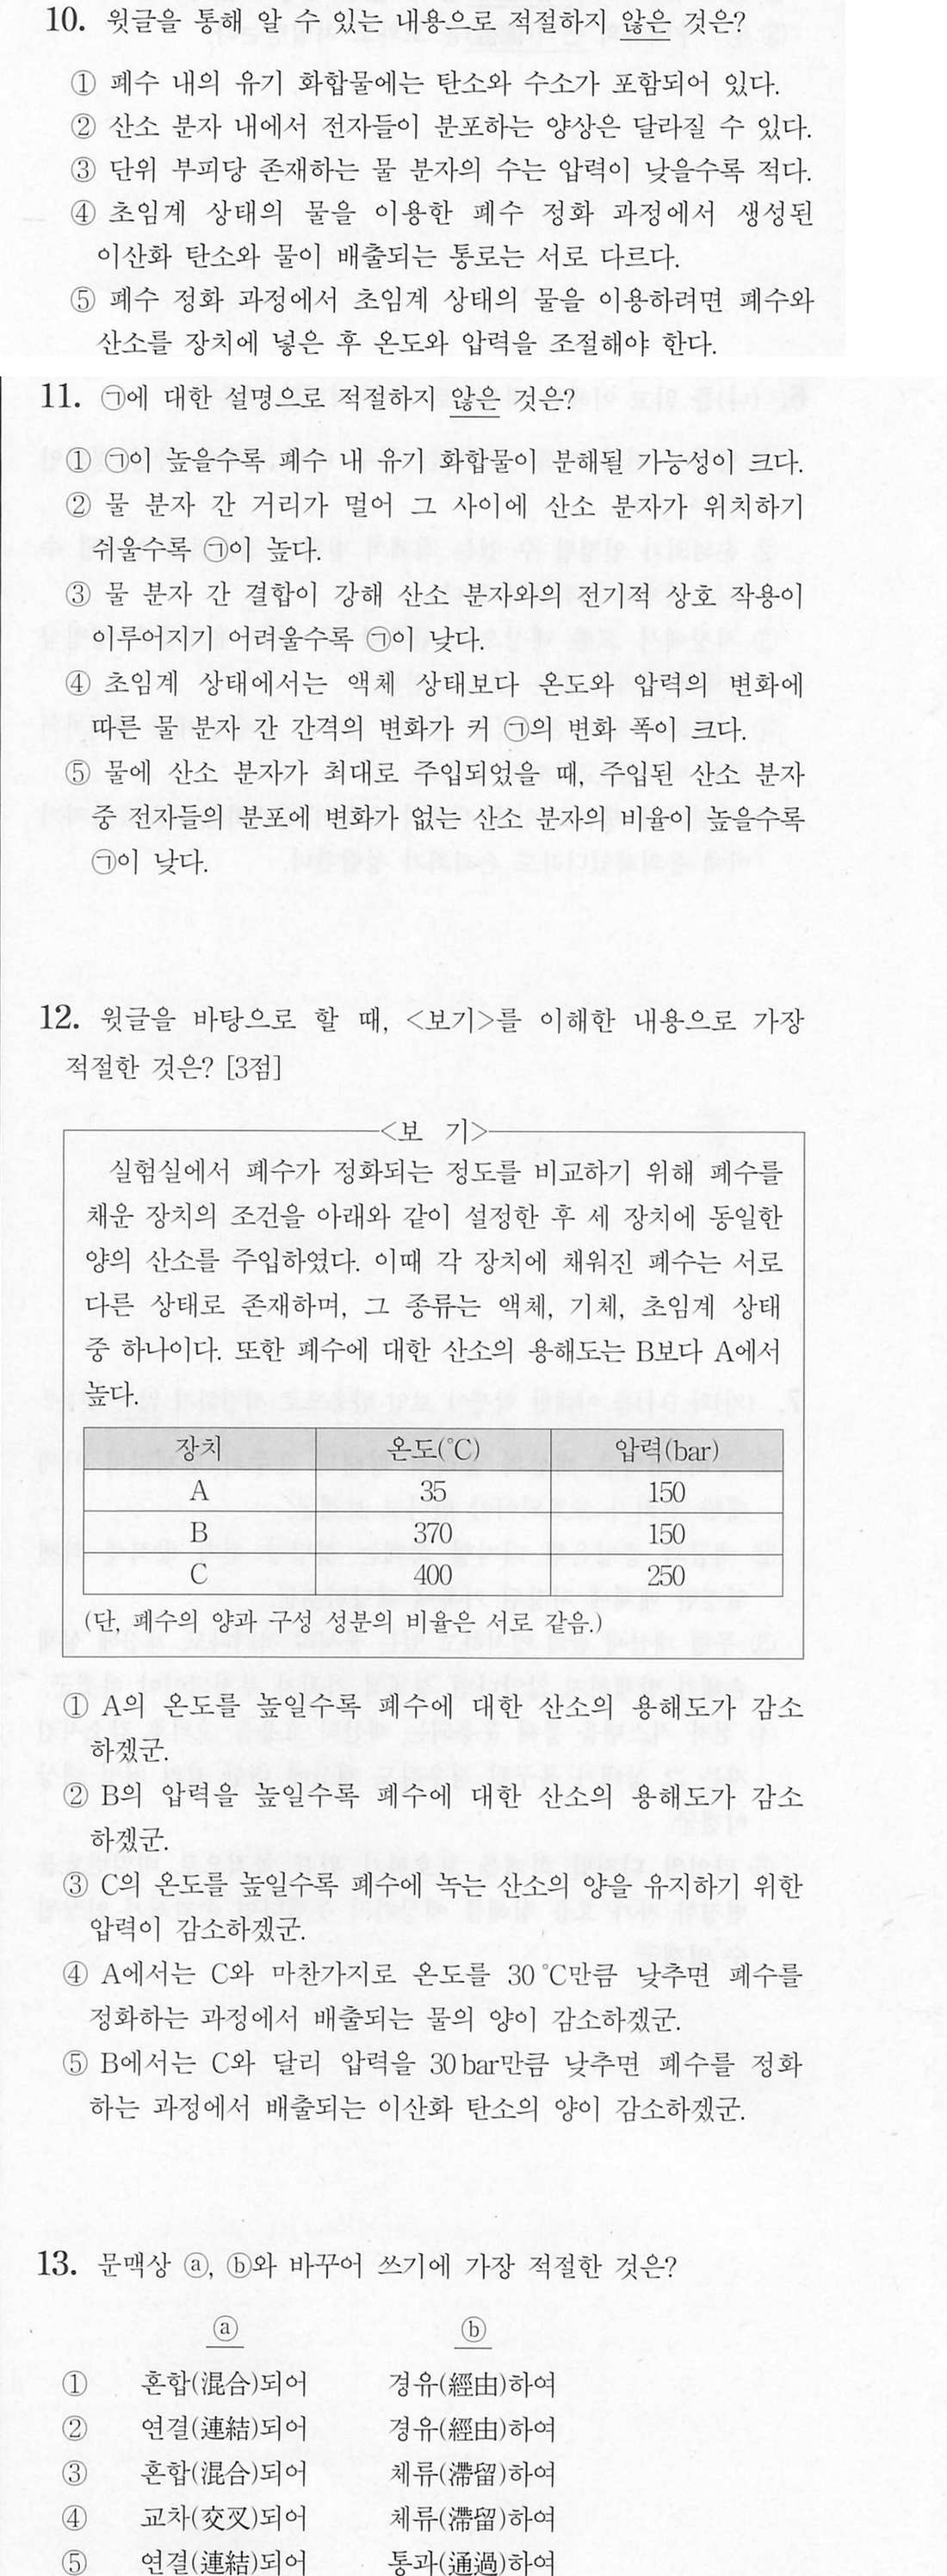 10. 윗글을 통해 알 수 있는 내용으로 적절하지 않은 것은?
① 폐수 내의 유기 화합물에는 탄소와 수소가 포함되어 있다.
② 산소 분자 내에서 전자들이 분포하는 양상은 달라질 수 있다.
③ 단위 부피당 존재하는 물 분자의 수는 압력이 낮을수록 적다.
④ 초임계 상태의 물을 이용한 폐수 정화 과정에서 생성된
이산화 탄소와 물이 배출되는 통로는 서로 다르다.
⑤ 폐수 정화 과정에서 초임계 상태의 물을 이용하려면 폐수와
산소를 장치에 넣은 후 온도와 압력을 조절해야 한다.
11. ㉠에 대한 설명으로 적절하지 않은 것은?
① ㉠이 높을수록 폐수 내 유기 화합물이 분해될 가능성이 크다.
② 물 분자 간 거리가 멀어 그 사이에 산소 분자가 위치하기
쉬울수록 ㉠이 높다.
③ 물 분자 간 결합이 강해 산소 분자와의 전기적 상호 작용이
이루어지기 어려울수록 ㉠이 낮다.
④ 초임계 상태에서는 액체 상태보다 온도와 압력의 변화에
따른 물 분자 간 간격의 변화가 커 ㉠의 변화 폭이 크다.
⑤ 물에 산소 분자가 최대로 주입되었을 때, 주입된 산소 분자
중 전자들의 분포에 변화가 없는 산소 분자의 비율이 높을수록
㉠이 낮다.
12. 윗글을 바탕으로 할 때, <보기>를 이해한 내용으로 가장
적절한 것은? [3점]
<보 기>
실험실에서 폐수가 정화되는 정도를 비교하기 위해 폐수를
채운 장치의 조건을 아래와 같이 설정한 후 세 장치에 동일한
양의 산소를 주입하였다. 이때 각 장치에 채워진 폐수는 서로
다른 상태로 존재하며, 그 종류는 액체, 기체, 초임계 상태
중 하나이다. 또한 폐수에 대한 산소의 용해도는 B보다 A에서
높다.
장치 온도(℃) 압력(bar)
A 35 150
B 370 150
C 400 250
(단, 폐수의 양과 구성 성분의 비율은 서로 같음.)
① A의 온도를 높일수록 폐수에 대한 산소의 용해도가 감소
하겠군.
② B의 압력을 높일수록 폐수에 대한 산소의 용해도가 감소
하겠군.
③ C의 온도를 높일수록 폐수에 녹는 산소의 양을 유지하기 위한
압력이 감소하겠군.
④ A에서는 C와 마찬가지로 온도를 30℃만큼 낮추면 폐수를
정화하는 과정에서 배출되는 물의 양이 감소하겠군.
⑤ B에서는 C와 달리 압력을 30bar만큼 낮추면 폐수를 정화
하는 과정에서 배출되는 이산화 탄소의 양이 감소하겠군.
13. 문맥상 ⓐ, ⓑ와 바꾸어 쓰기에 가장 적절한 것은?
ⓐ ⓑ
① 혼합(混合)되어 경유(經由)하여
② 연결(連結)되어 경유(經由)하여
③ 혼합(混合)되어 체류(滯留)하여
④ 교차(交叉)되어 체류(滯留)하여
⑤ 연결(連結)되어 통과(通過)하여